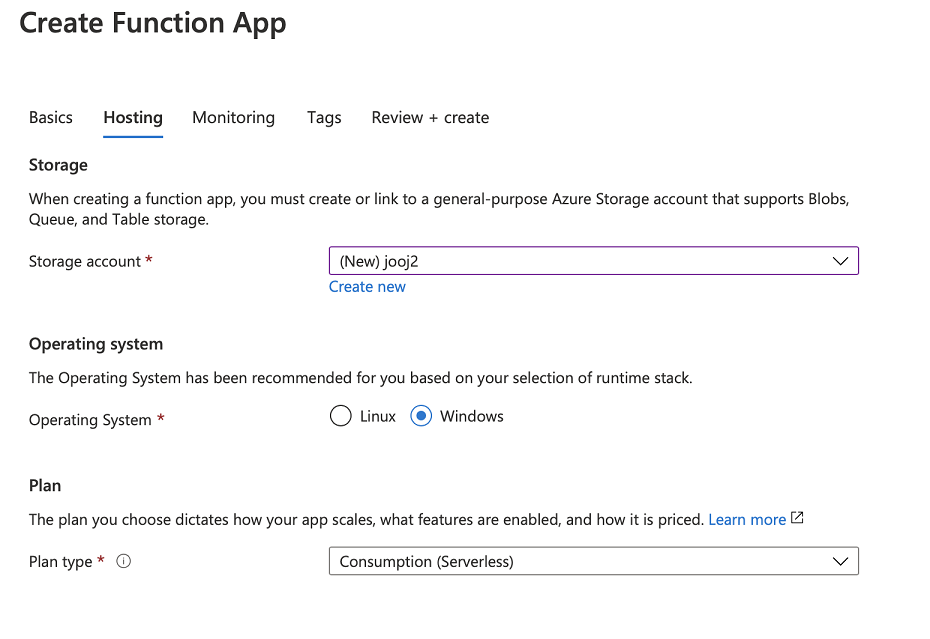 Create Function App
Basics Hosting Monitoring Tags Review + create
Storage
When creating a function app, you must create or link to a general-purpose Azure Storage account that supports Blobs,
Queue, and Table storage.
Storage account * (New) jooj2
Create new
Operating system
The Operating System has been recommended for you based on your selection of runtime stack.
Operating System * Linux Windows
Plan
The plan you choose dictates how your app scales, what features are enabled, and how it is priced. Learn more
Plan type * Consumption (Serverless)